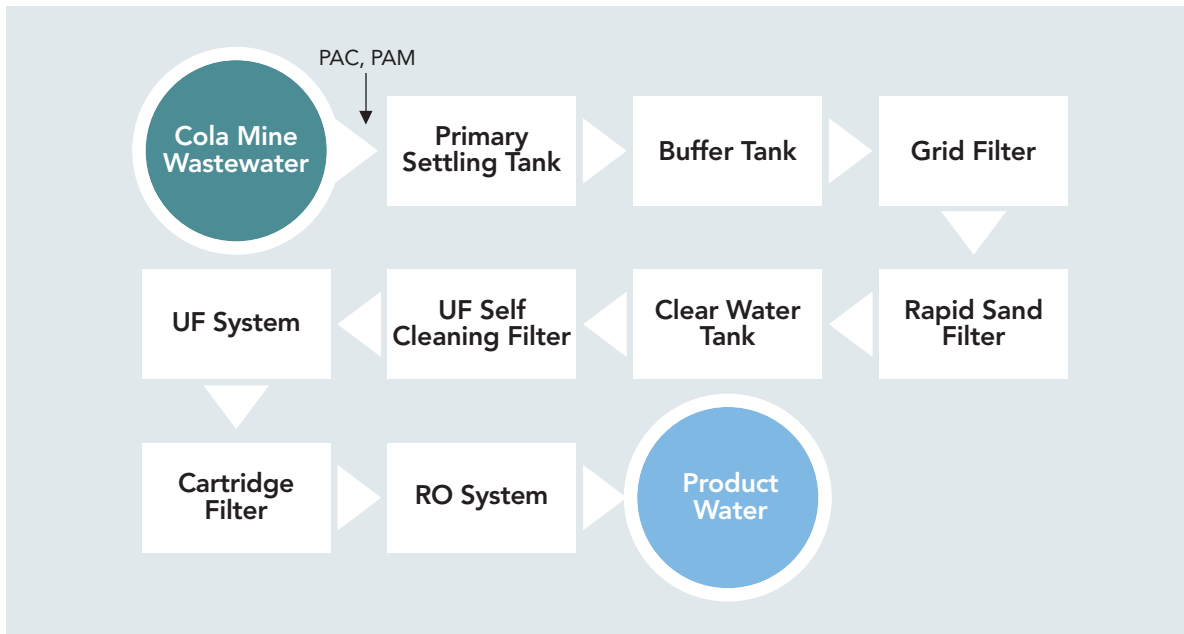 PAC, PAM
Cola Mine
Wastewater
Primary
Settling Tank
Buffer Tank
Grid Filter
UF System
UF Self
Cleaning Filter
Clear Water
Tank
Rapid Sand
Filter
Cartridge
Filter
RO System
Product
Water